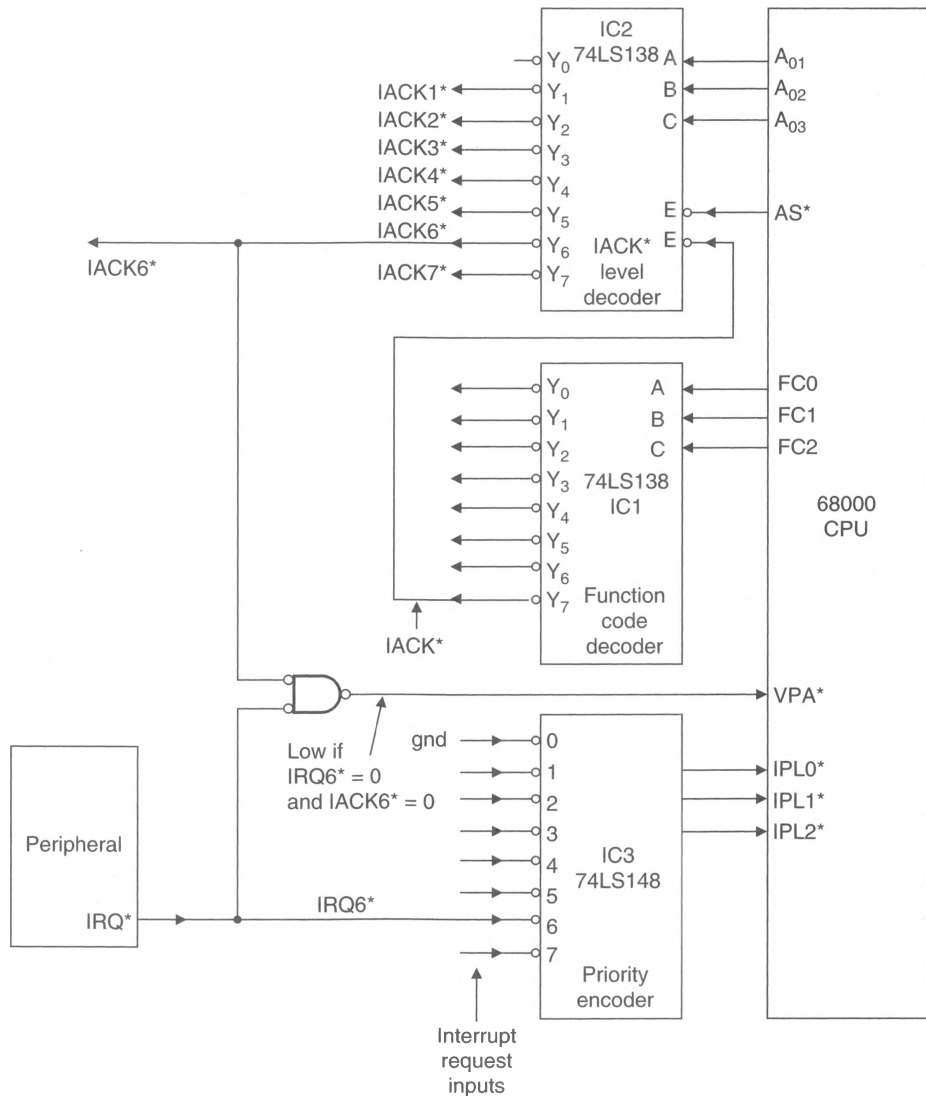 IC2
74LS138
Y0 A A01
IACK1* Y1 B A02
IACK2* Y2 C A03
IACK3* Y3
IACK4* Y4
IACK5* Y5 E AS*
IACK6* Y6 IACK* E
IACK6*
IACK7* Y7 level
decoder
Y0 A FC0
Y1 B FC1
Y2 C FC2
Y3 74LS138
Y4 IC1
Y5
Y6
Y7 Function
code
decoder
IACK*
68000
CPU
VPA*
Low if
IRQ6* = 0
and IACK6* = 0
gnd 0
1 IPL0*
2 IPL1*
3 IPL2*
4 IC3
5 74LS148
Peripheral
IRQ* IRQ6* 6
7
Priority
encoder
Interrupt
request
inputs